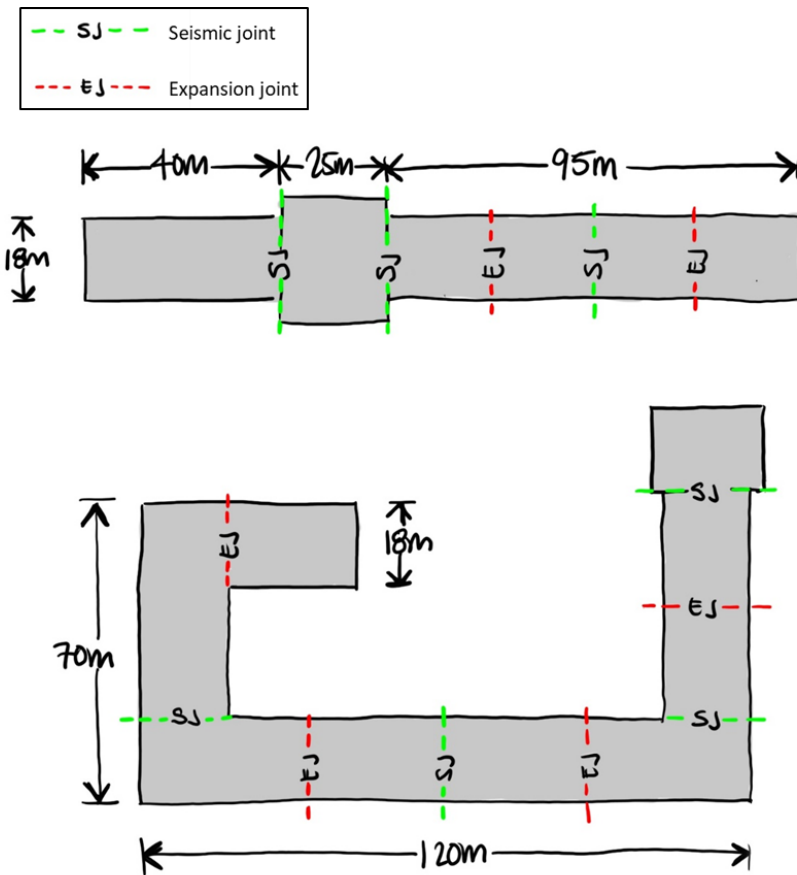 SJ Seismic joint
EJ Expansion joint
40m 25m 95m
18m
SJ SJ EJ SJ EJ
SJ
EJ
18m
EJ
70m
SJ SJ
EJ SJ EJ
120m